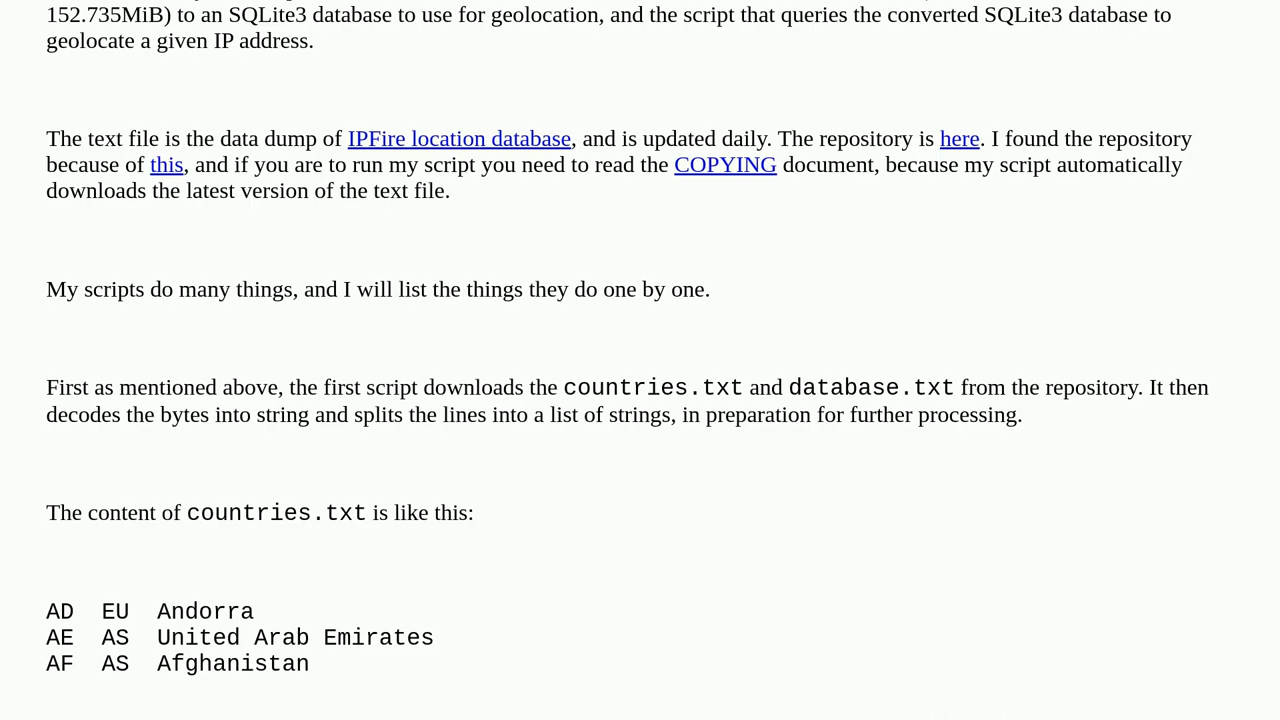 152.735MiB) to an SQLite3 database to use for geolocation, and the script that queries the converted SQLite3 database to
geolocate a given IP address.
The text file is the data dump of IPFire location database, and is updated daily. The repository is here. I found the repository
because of this, and if you are to run my script you need to read the COPYING document, because my script automatically
downloads the latest version of the text file.
My scripts do many things, and I will list the things they do one by one.
First as mentioned above, the first script downloads the countries.txt and database.txt from the repository. It then
decodes the bytes into string and splits the lines into a list of strings, in preparation for further processing.
The content of countries.txt is like this:
AD  EU  Andorra
AE  AS  United Arab Emirates
AF  AS  Afghanistan